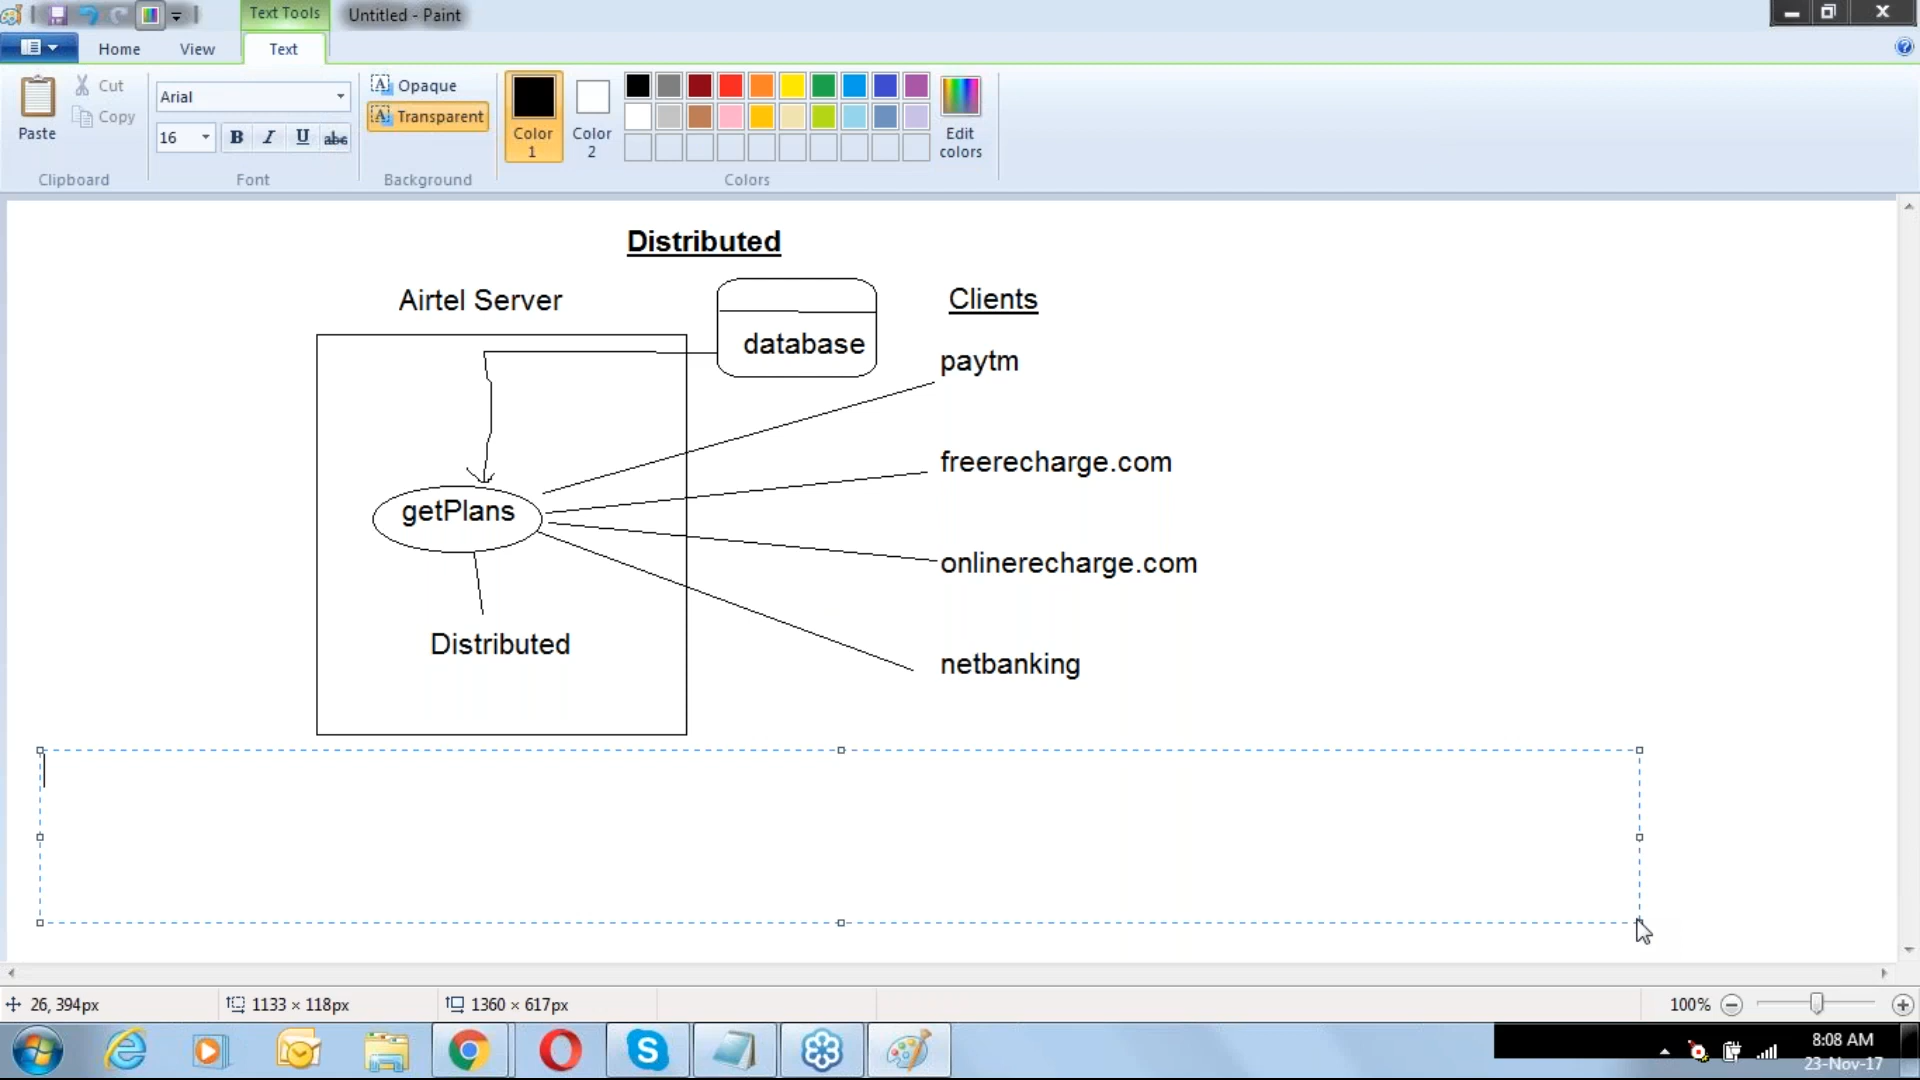 Text Tools
Untitled - Paint
Home
View
Text
Paste
Cut
Copy
Clipboard
Arial
16
B I U abc
Font
Opaque
Transparent
Background
Color 1
Color 2
Edit colors
Colors
Distributed
Airtel Server
Clients
database
paytm
freerecharge.com
getPlans
onlinerecharge.com
Distributed
netbanking
26, 394px
1133 × 118px
1360 × 617px
100%
8:08 AM
23-Nov-17